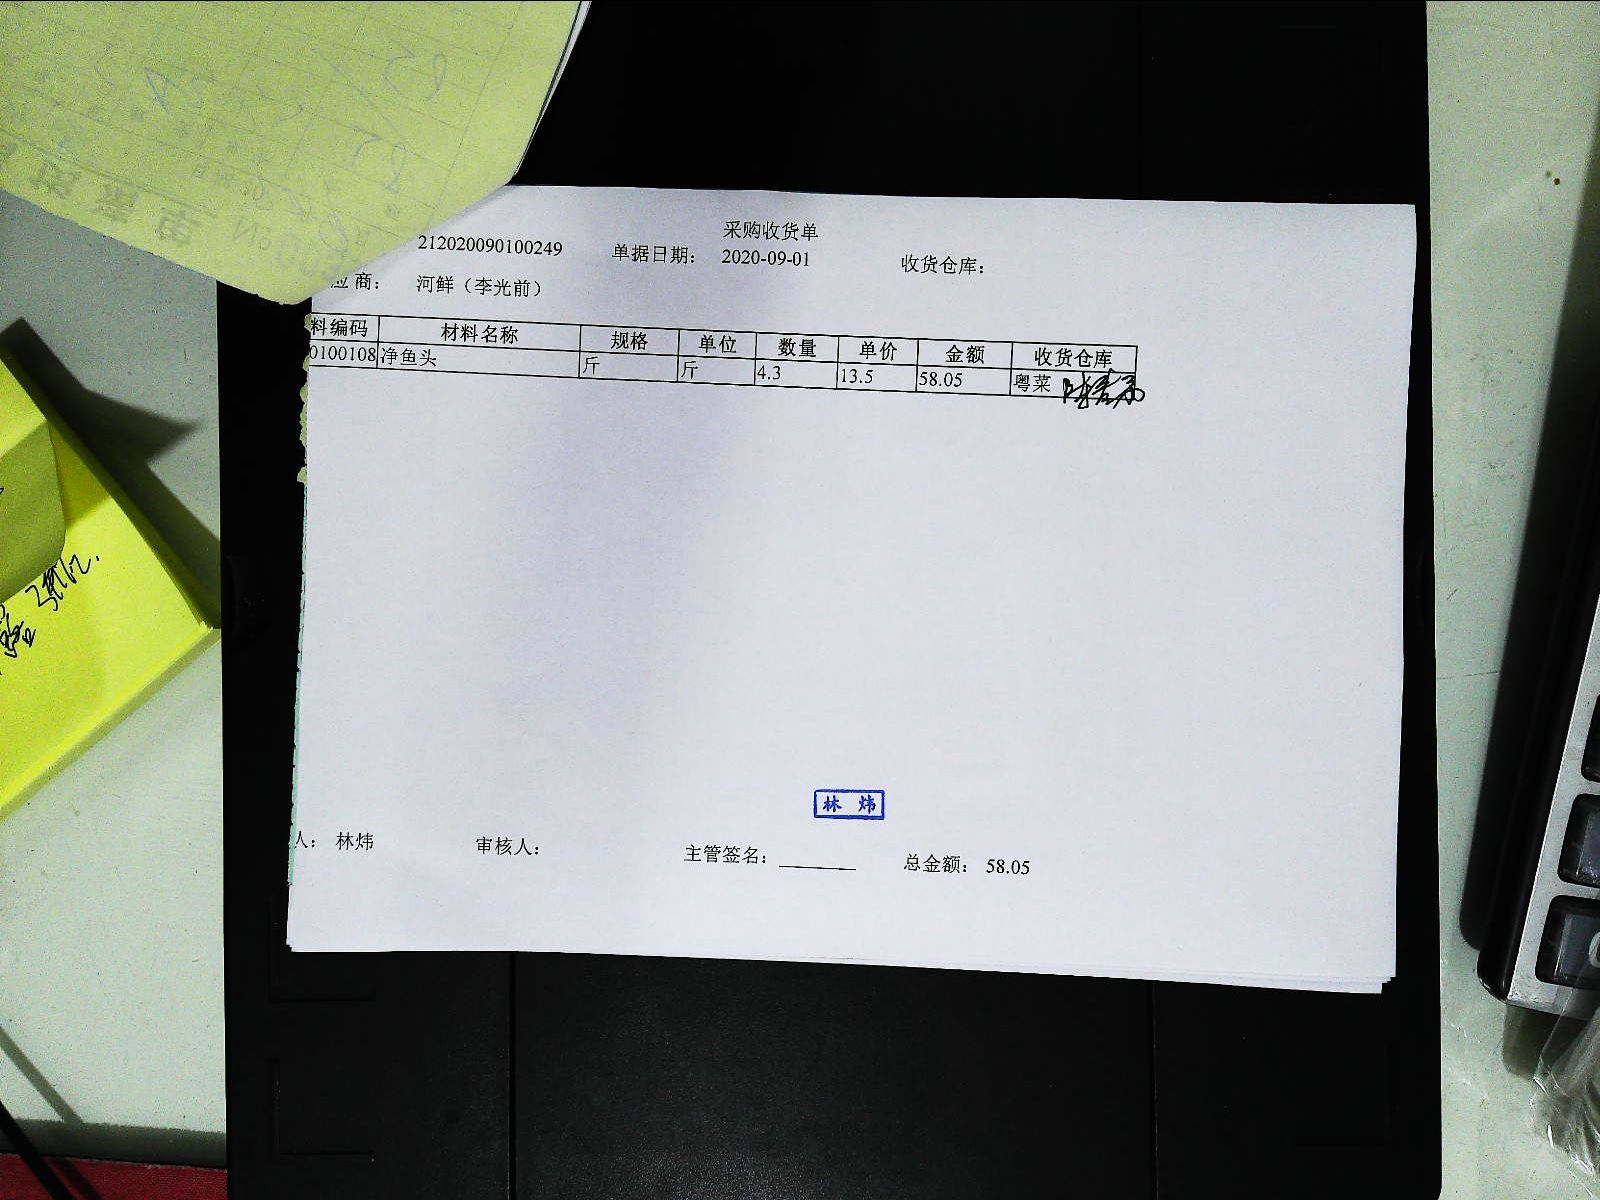 采购收货单
212020090100249 单据日期： 2020-09-01 收货仓库：
应商： 河鲜（李光前）
料编码 材料名称 规格 单位 数量 单价 金额 收货仓库
0100108 净鱼头 斤 斤 4.3 13.5 58.05 粤菜
林 炜
人： 林炜 审核人： 主管签名： 总金额： 58.05